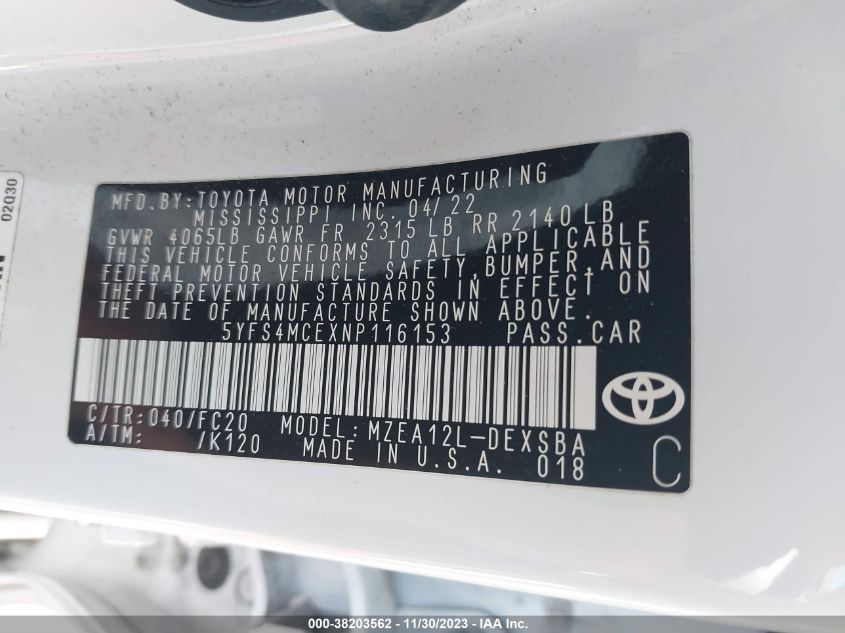 02Q30
MFD.BY:TOYOTA MOTOR MANUFACTURING
MISSISSIPPI INC. 04/22
GVWR 4065LB GAWR FR 2315 LB RR 2140 LB
THIS VEHICLE CONFORMS TO ALL APPLICABLE
FEDERAL MOTOR VEHICLE SAFETY,BUMPER,AND
THEFT PREVENTION STANDARDS IN EFFECT ON
THE DATE OF MANUFACTURE SHOWN ABOVE.
5YFS4MCEXNP116153 PASS.CAR
C/TR:040/FC20 MODEL:MZEA12L-DEXSBA
A/TM: /K120 MADE IN U.S.A. 018
C
000-38203562 - 11/30/2023 - IAAI Inc.